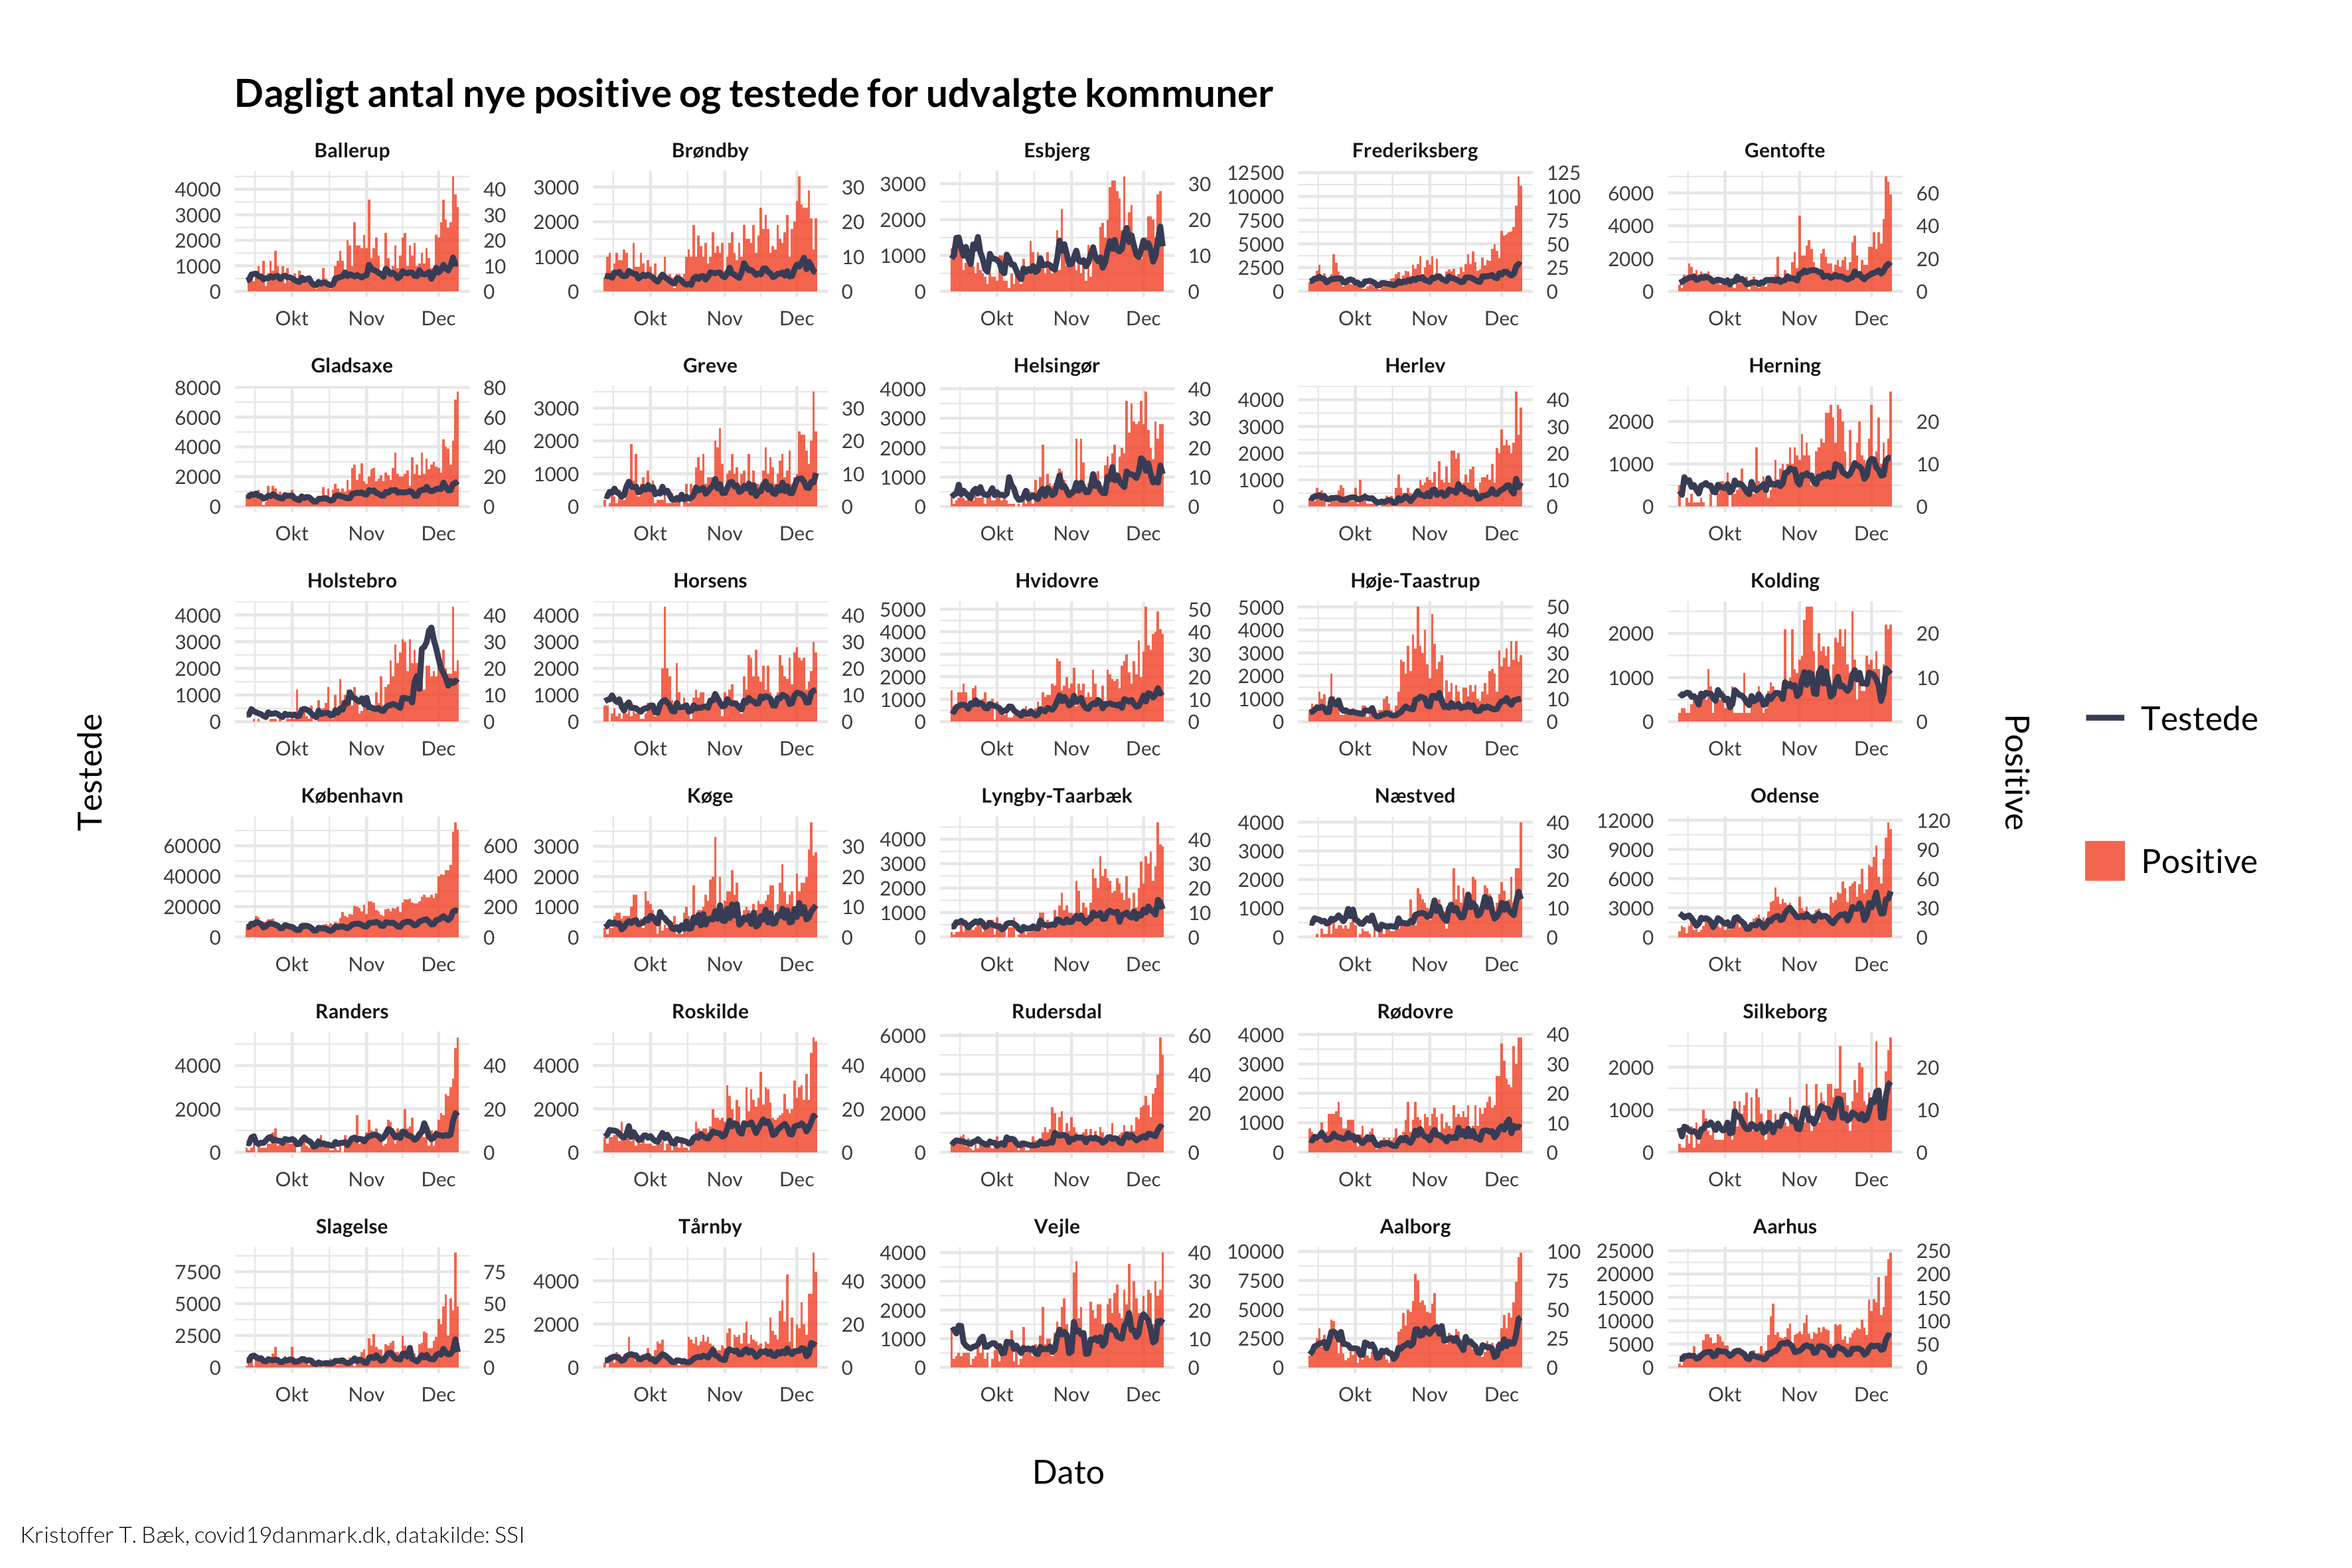 Dagligt antal nye positive og testede for udvalgte kommuner
Ballerup Brøndby Esbjerg Frederiksberg Gentofte
4000 3000 2000 1000 0 40 30 20 10 0
3000 2000 1000 0 30 20 10 0
3000 2000 1000 0 30 20 10 0
12500 10000 7500 5000 2500 0 125 100 75 50 25 0
6000 4000 2000 0 60 40 20 0
Okt Nov Dec Okt Nov Dec Okt Nov Dec Okt Nov Dec Okt Nov Dec
Gladsaxe Greve Helsingør Herlev Herning
8000 6000 4000 2000 0 80 60 40 20 0
3000 2000 1000 0 30 20 10 0
4000 3000 2000 1000 0 40 30 20 10 0
4000 3000 2000 1000 0 40 30 20 10 0
2000 1000 0 20 10 0
Okt Nov Dec Okt Nov Dec Okt Nov Dec Okt Nov Dec Okt Nov Dec
Holstebro Horsens Hvidovre Høje-Taastrup Kolding
4000 3000 2000 1000 0 40 30 20 10 0
4000 3000 2000 1000 0 40 30 20 10 0
5000 4000 3000 2000 1000 0 50 40 30 20 10 0
5000 4000 3000 2000 1000 0 50 40 30 20 10 0
2000 1000 0 20 10 0
Okt Nov Dec Okt Nov Dec Okt Nov Dec Okt Nov Dec Okt Nov Dec
København Køge Lyngby-Taarbæk Næstved Odense
60000 40000 20000 0 600 400 200 0
3000 2000 1000 0 30 20 10 0
4000 3000 2000 1000 0 40 30 20 10 0
4000 3000 2000 1000 0 40 30 20 10 0
12000 9000 6000 3000 0 120 90 60 30 0
Okt Nov Dec Okt Nov Dec Okt Nov Dec Okt Nov Dec Okt Nov Dec
Randers Roskilde Rudersdal Rødovre Silkeborg
4000 2000 0 40 20 0
4000 2000 0 40 20 0
6000 4000 2000 0 60 40 20 0
4000 3000 2000 1000 0 40 30 20 10 0
2000 1000 0 20 10 0
Okt Nov Dec Okt Nov Dec Okt Nov Dec Okt Nov Dec Okt Nov Dec
Slagelse Tårnby Vejle Aalborg Aarhus
7500 5000 2500 0 75 50 25 0
4000 2000 0 40 20 0
4000 3000 2000 1000 0 40 30 20 10 0
10000 7500 5000 2500 0 100 75 50 25 0
25000 20000 15000 10000 5000 0 250 200 150 100 50 0
Okt Nov Dec Okt Nov Dec Okt Nov Dec Okt Nov Dec Okt Nov Dec
Testede
Positive
Testede
Positive
Dato
Kristoffer T. Bæk, covid19danmark.dk, datakilde: SSI